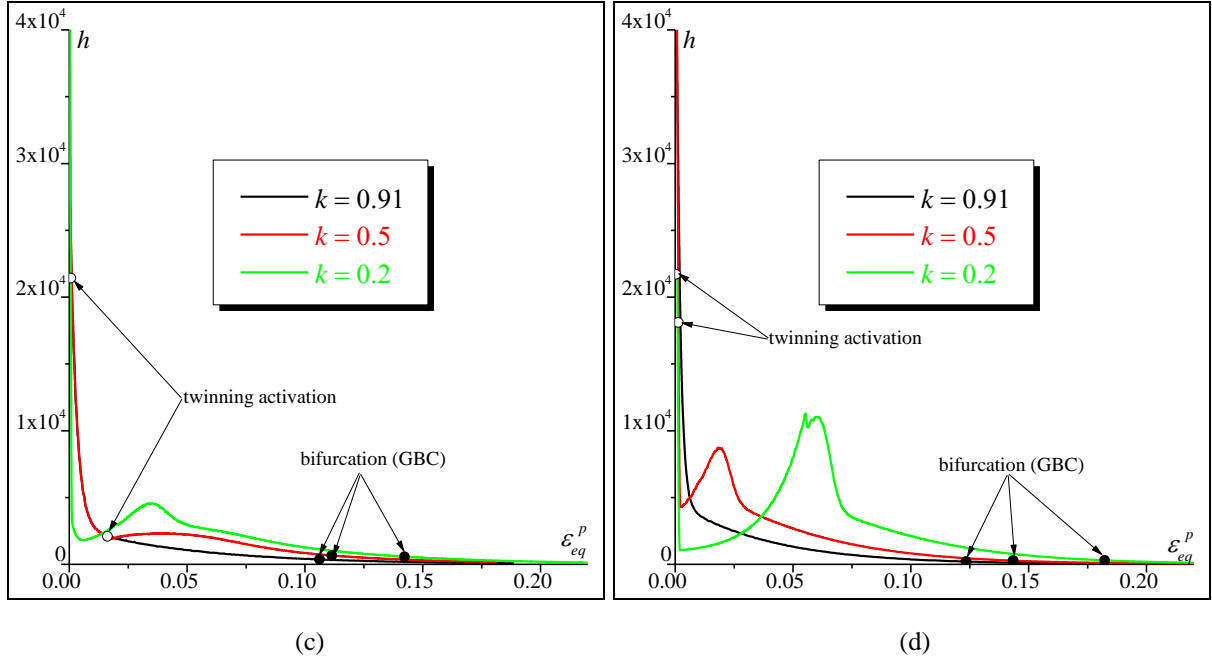 4x10⁴
h
3x10⁴
k = 0.91
k = 0.5
k = 0.2
2x10⁴
twinning activation
1x10⁴
bifurcation (GBC)
ε_eq^p
0
0.00 0.05 0.10 0.15 0.20
(c)
4x10⁴
h
3x10⁴
k = 0.91
k = 0.5
k = 0.2
2x10⁴
twinning activation
1x10⁴
bifurcation (GBC)
ε_eq^p
0
0.00 0.05 0.10 0.15 0.20
(d)